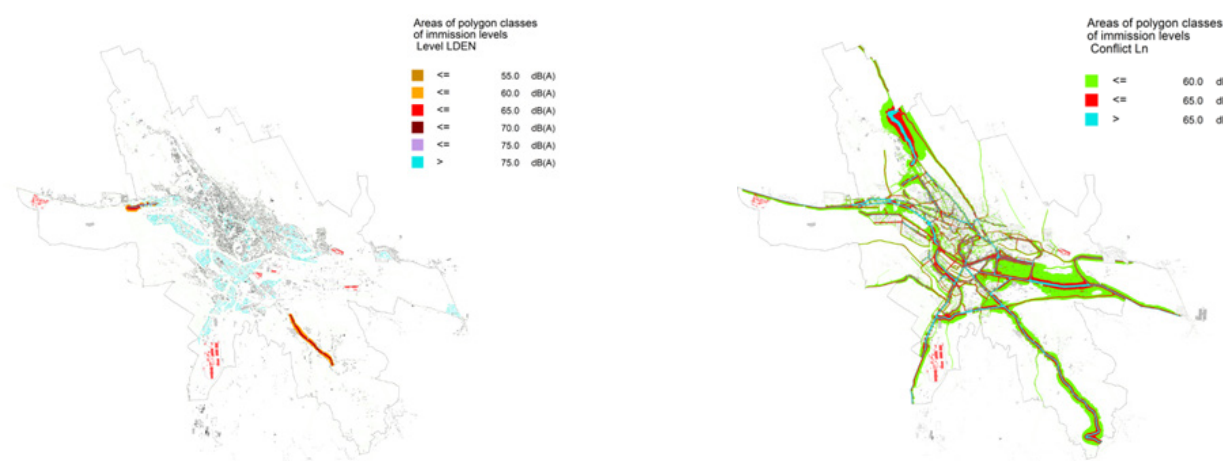 Areas of polygon classes
of immission levels
Level LDEN
<= 55.0 dB(A)
<= 60.0 dB(A)
<= 65.0 dB(A)
<= 70.0 dB(A)
<= 75.0 dB(A)
> 75.0 dB(A)
Areas of polygon classes
of immission levels
Conflict Ln
<= 60.0 d
<= 65.0 d
> 65.0 d